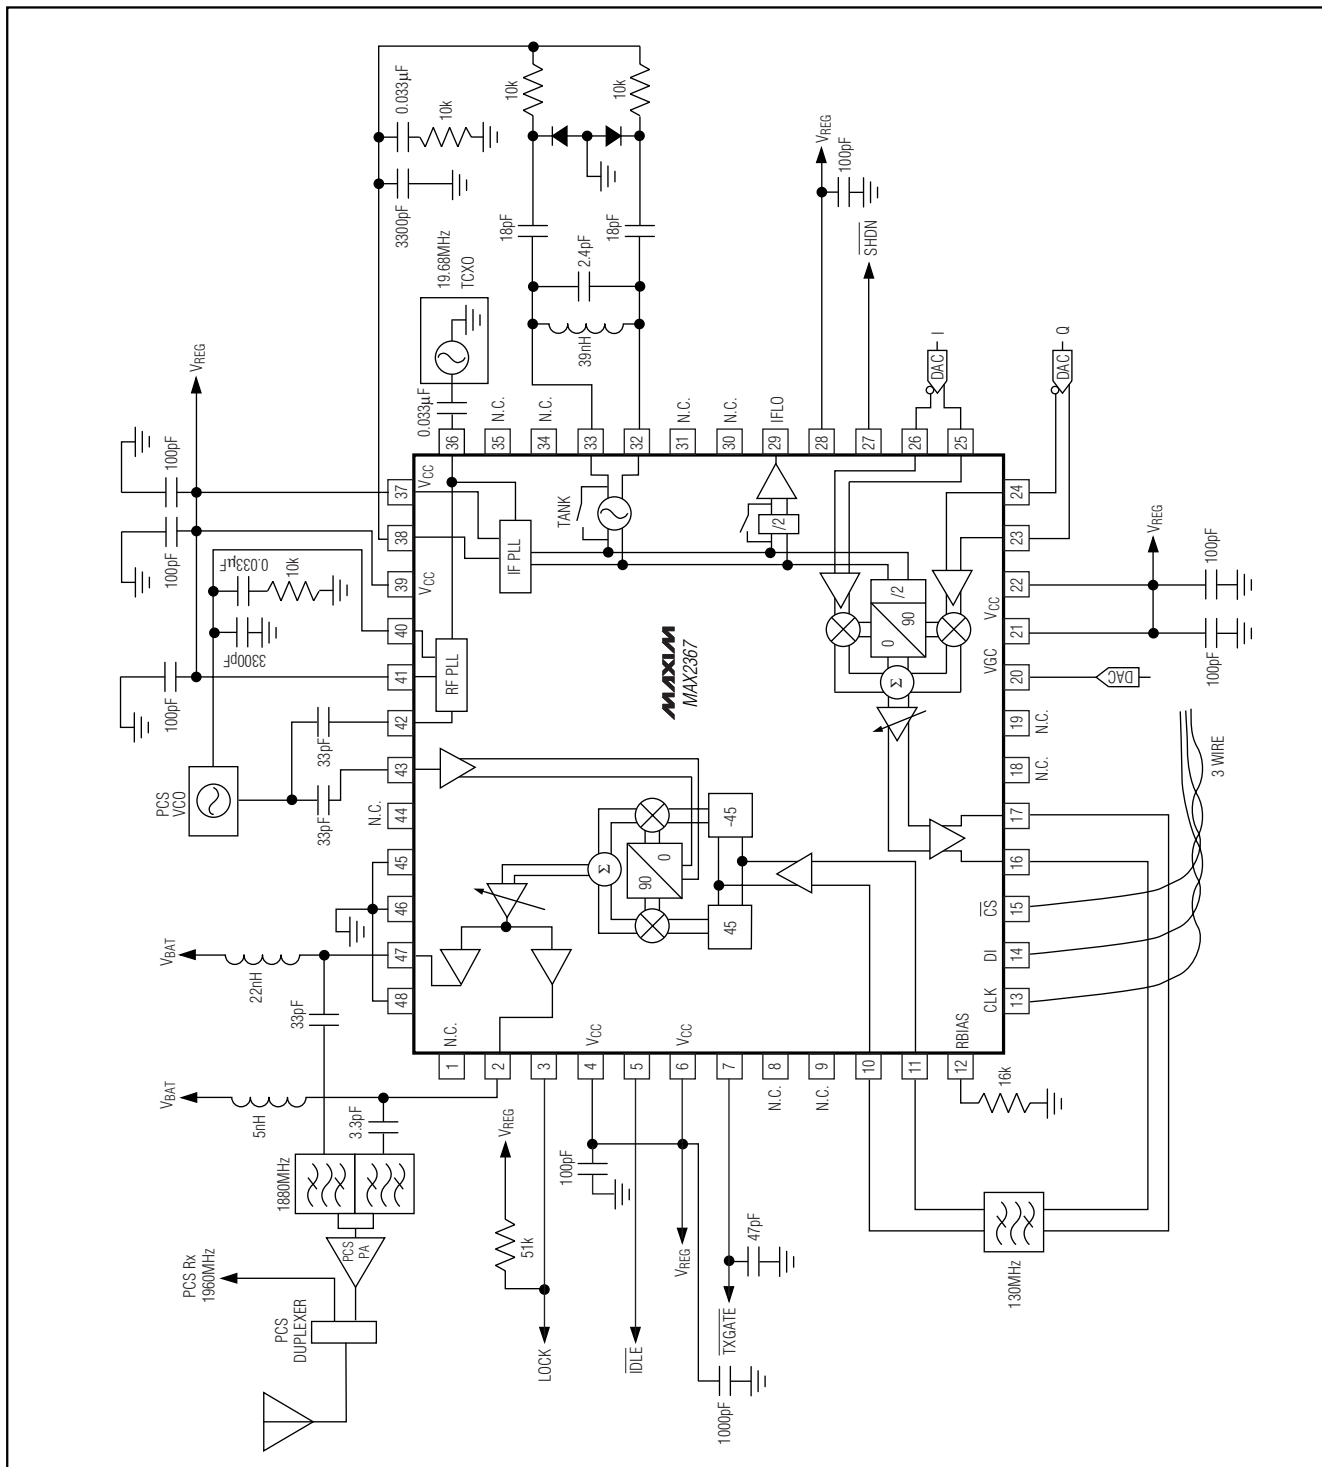 0.033µF
10k
3300pF
10k
10k
18pF
18pF
2.4pF
39nH
19.68MHz
TCXO
0.033µF
VREG
100pF
100pF
0.033µF
10k
3300pF
100pF
33pF
33pF
PCS
VCO
VREG
100pF
SHDN
DAC
I
DAC
Q
VREG
100pF
100pF
DAC
3 WIRE
36
35
N.C.
34
N.C.
33
32
31
N.C.
30
N.C.
29
IFLO
28
27
26
25
37
VCC
38
39
VCC
40
41
42
43
44
N.C.
45
46
47
48
TANK
IF PLL
RF PLL
/2
/2
0
90
Σ
MAXIM
MAX2367
Σ
90
0
-45
45
24
23
22
VCC
21
VGC
20
19
N.C.
18
N.C.
17
16
CS
15
DI
14
CLK
13
N.C.
1
2
3
VCC
4
5
VCC
6
7
8
N.C.
9
N.C.
10
11
RBIAS
12
16k
VBAT
22nH
33pF
VBAT
5nH
3.3pF
1880MHz
PCS
PA
PCS Rx
1960MHz
PCS
DUPLEXER
VREG
51k
LOCK
IDLE
100pF
VREG
TXGATE
47pF
1000pF
130MHz